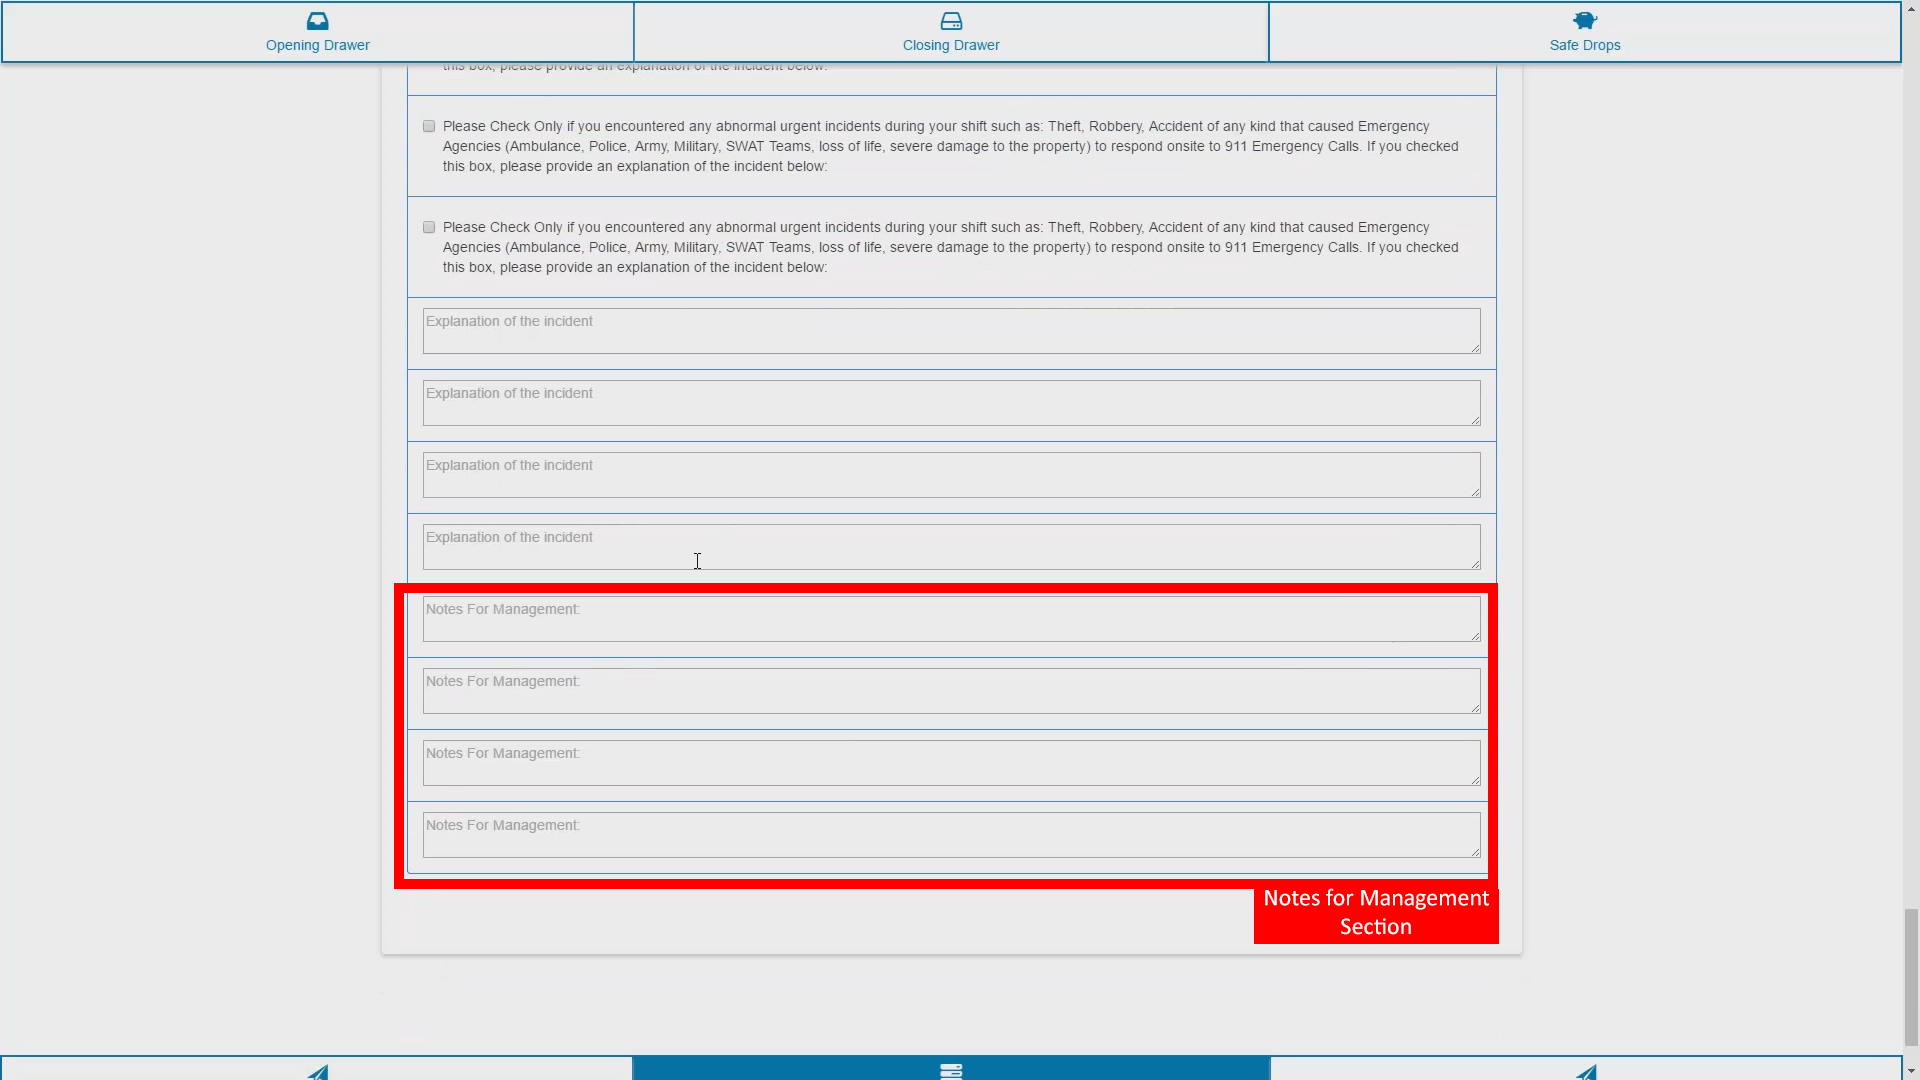 Opening Drawer
Closing Drawer
Safe Drops
this box, please provide an explanation of the incident below:
Please Check Only if you encountered any abnormal urgent incidents during your shift such as: Theft, Robbery, Accident of any kind that caused Emergency
Agencies (Ambulance, Police, Army, Military, SWAT Teams, loss of life, severe damage to the property) to respond onsite to 911 Emergency Calls. If you checked
this box, please provide an explanation of the incident below:
Please Check Only if you encountered any abnormal urgent incidents during your shift such as: Theft, Robbery, Accident of any kind that caused Emergency
Agencies (Ambulance, Police, Army, Military, SWAT Teams, loss of life, severe damage to the property) to respond onsite to 911 Emergency Calls. If you checked
this box, please provide an explanation of the incident below:
Explanation of the incident
Explanation of the incident
Explanation of the incident
Explanation of the incident
Notes For Management:
Notes For Management:
Notes For Management:
Notes For Management:
Notes for Management
Section